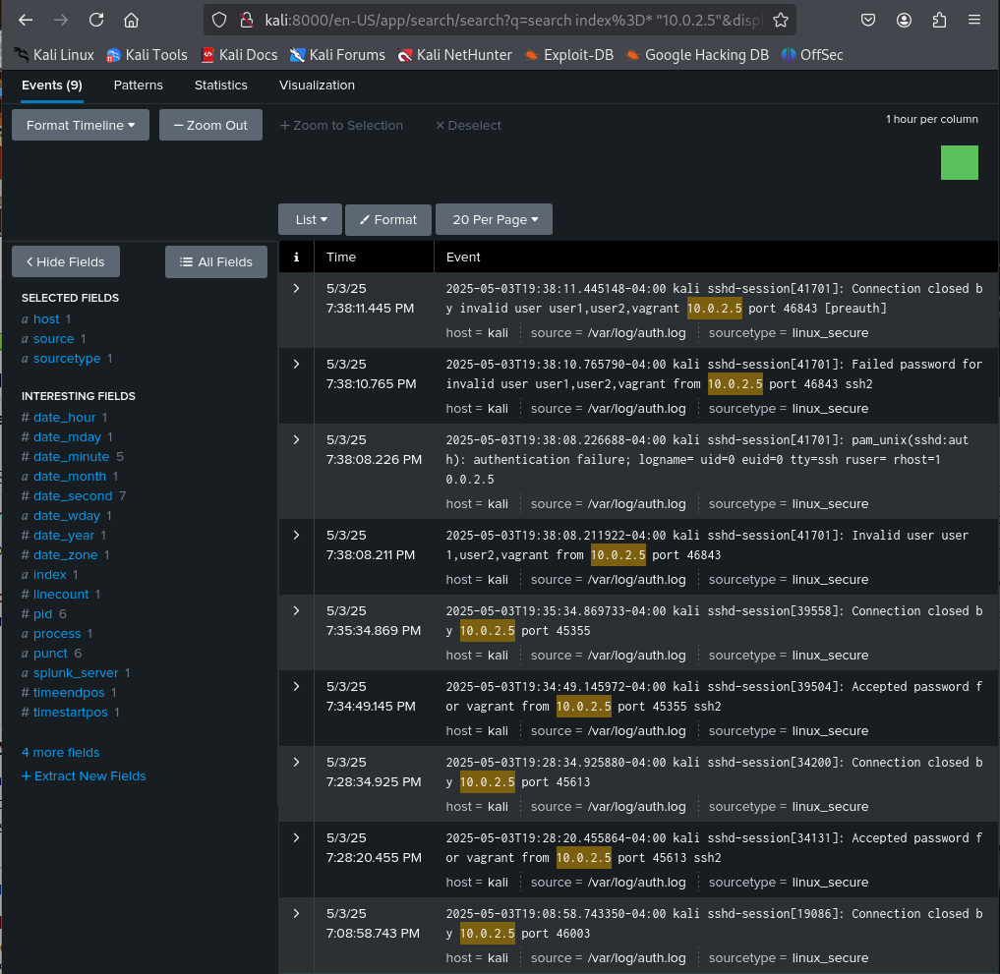 kali:8000/en-US/app/search/search?q=search index%3D* "10.0.2.5"&displ
Kali Linux Kali Tools Kali Docs Kali Forums Kali NetHunter Exploit-DB Google Hacking DB OffSec
Events (9) Patterns Statistics Visualization
Format Timeline — Zoom Out + Zoom to Selection × Deselect 1 hour per column
List Format 20 Per Page
Hide Fields All Fields
SELECTED FIELDS
a host 1
a source 1
a sourcetype 1
INTERESTING FIELDS
# date_hour 1
# date_mday 1
# date_minute 5
a date_month 1
# date_second 7
a date_wday 1
# date_year 1
# date_zone 1
a index 1
# linecount 1
# pid 6
a process 1
a punct 6
a splunk_server 1
# timeendpos 1
# timestartpos 1
4 more fields
+ Extract New Fields
i Time Event
5/3/25
7:38:11.445 PM
2025-05-03T19:38:11.445148-04:00 kali sshd-session[41701]: Connection closed b
y invalid user user1,user2,vagrant 10.0.2.5 port 46843 [preauth]
host = kali source = /var/log/auth.log sourcetype = linux_secure
5/3/25
7:38:10.765 PM
2025-05-03T19:38:10.765790-04:00 kali sshd-session[41701]: Failed password for
invalid user user1,user2,vagrant from 10.0.2.5 port 46843 ssh2
host = kali source = /var/log/auth.log sourcetype = linux_secure
5/3/25
7:38:08.226 PM
2025-05-03T19:38:08.226688-04:00 kali sshd-session[41701]: pam_unix(sshd:aut
h): authentication failure; logname= uid=0 euid=0 tty=ssh ruser= rhost=1
0.0.2.5
host = kali source = /var/log/auth.log sourcetype = linux_secure
5/3/25
7:38:08.211 PM
2025-05-03T19:38:08.211922-04:00 kali sshd-session[41701]: Invalid user user
1,user2,vagrant from 10.0.2.5 port 46843
host = kali source = /var/log/auth.log sourcetype = linux_secure
5/3/25
7:35:34.869 PM
2025-05-03T19:35:34.869733-04:00 kali sshd-session[39558]: Connection closed b
y 10.0.2.5 port 45355
host = kali source = /var/log/auth.log sourcetype = linux_secure
5/3/25
7:34:49.145 PM
2025-05-03T19:34:49.145972-04:00 kali sshd-session[39504]: Accepted password f
or vagrant from 10.0.2.5 port 45355 ssh2
host = kali source = /var/log/auth.log sourcetype = linux_secure
5/3/25
7:28:34.925 PM
2025-05-03T19:28:34.925880-04:00 kali sshd-session[34200]: Connection closed b
y 10.0.2.5 port 45613
host = kali source = /var/log/auth.log sourcetype = linux_secure
5/3/25
7:28:20.455 PM
2025-05-03T19:28:20.455864-04:00 kali sshd-session[34131]: Accepted password f
or vagrant from 10.0.2.5 port 45613 ssh2
host = kali source = /var/log/auth.log sourcetype = linux_secure
5/3/25
7:08:58.743 PM
2025-05-03T19:08:58.743350-04:00 kali sshd-session[19086]: Connection closed b
y 10.0.2.5 port 46003
host = kali source = /var/log/auth.log sourcetype = linux_secure